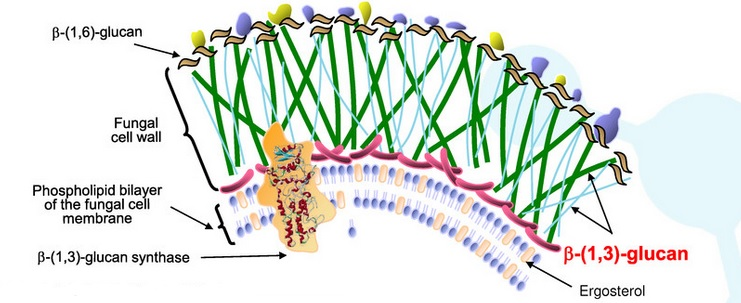 β-(1,6)-glucan
Fungal
cell wall
Phospholipid bilayer
of the fungal cell
membrane
β-(1,3)-glucan synthase
β-(1,3)-glucan
Ergosterol